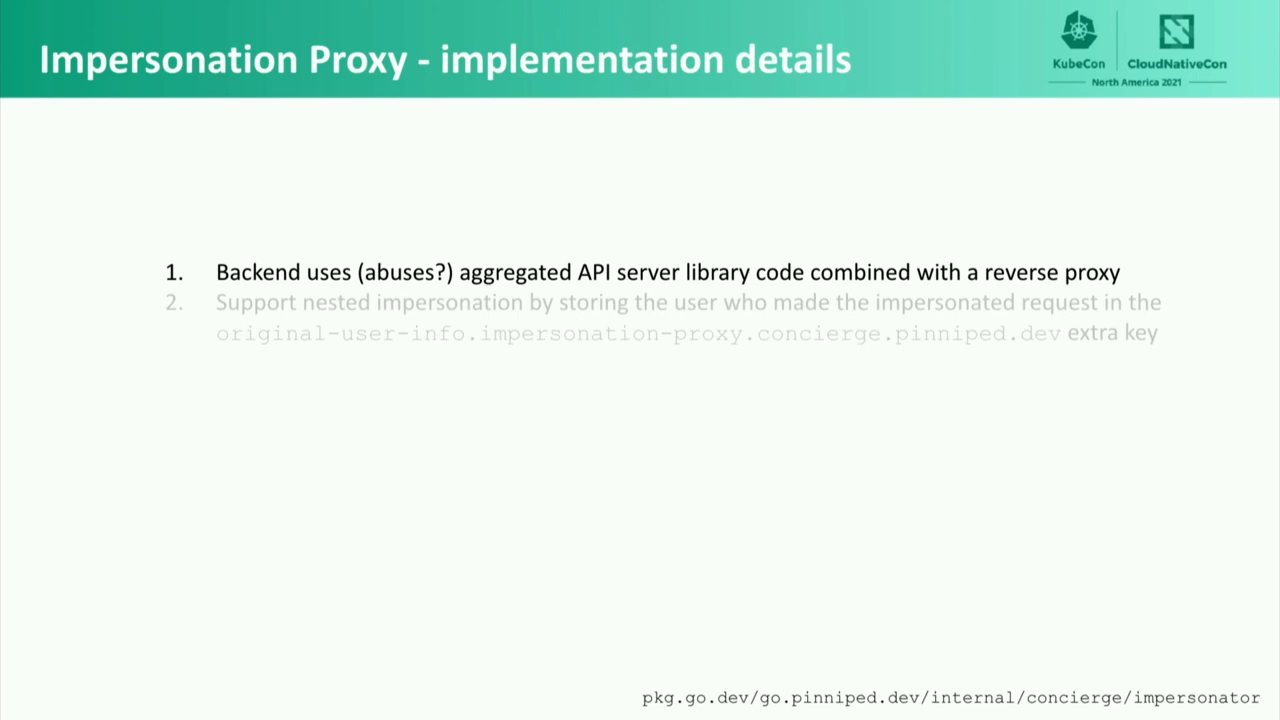 Impersonation Proxy - implementation details
KubeCon
CloudNativeCon
North America 2021
1. Backend uses (abuses?) aggregated API server library code combined with a reverse proxy
2. Support nested impersonation by storing the user who made the impersonated request in the
original-user-info.impersonation-proxy.concierge.pinniped.dev extra key
pkg.go.dev/go.pinniped.dev/internal/concierge/impersonator